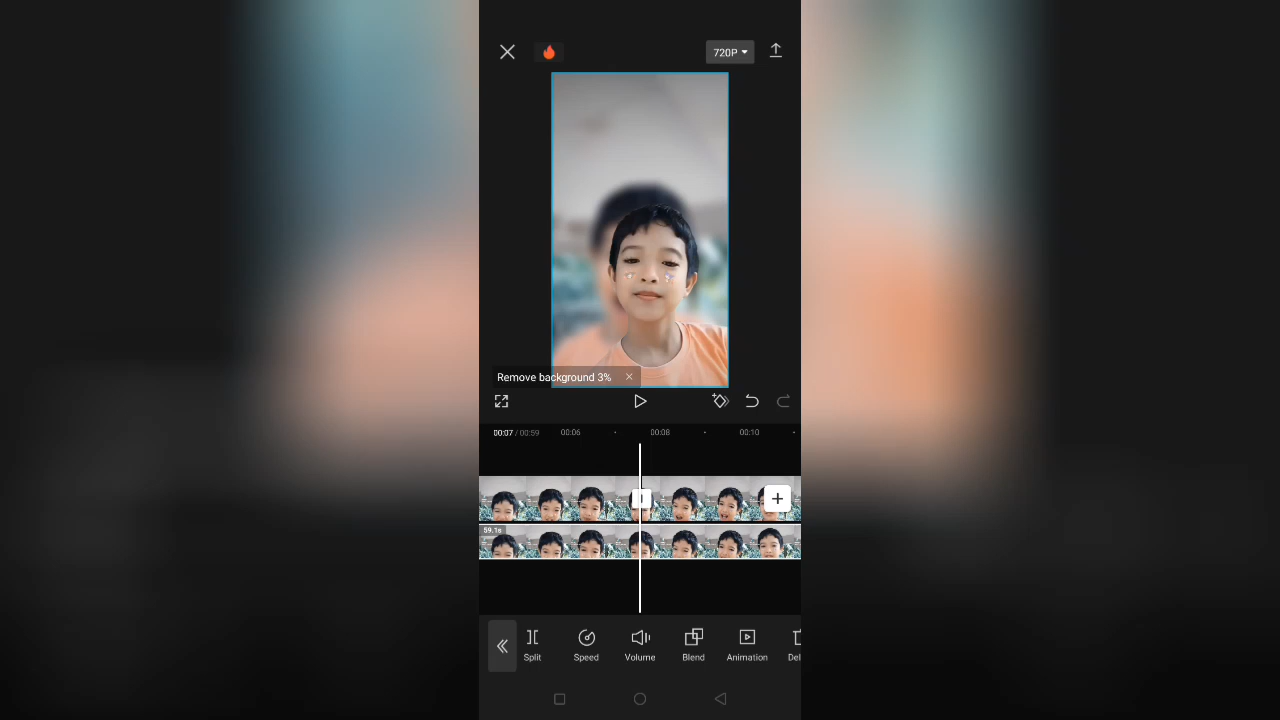 720P
Remove background 3%
00:07 / 00:59 00:06 00:08 00:10
59.1s
Split Speed Volume Blend Animation Del